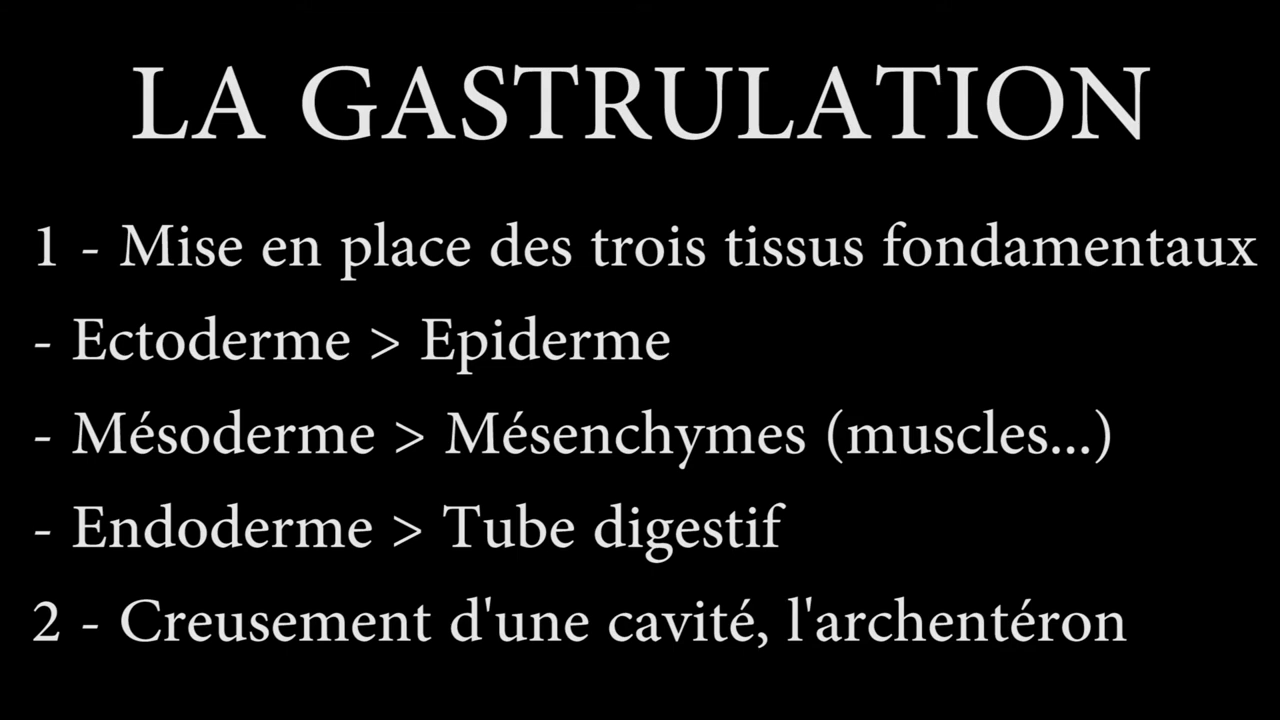 LA GASTRULATION
1 - Mise en place des trois tissus fondamentaux
- Ectoderme > Epiderme
- Mésoderme > Mésenchymes (muscles...)
- Endoderme > Tube digestif
2 - Creusement d'une cavité, l'archentéron